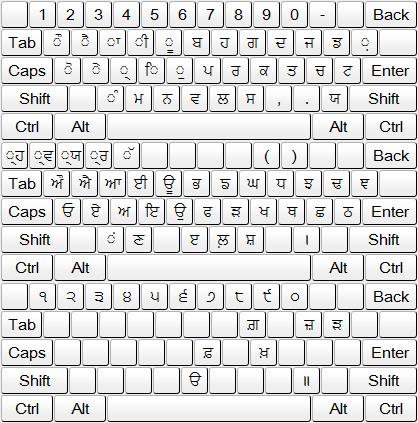 1 2 3 4 5 6 7 8 9 0 - Back
Tab ੌ ੈ ਾ ੀ ੂ ਬ ਹ ਗ ਦ ਜ ਡ ਼
Caps ੋ ੇ ੍ ਿ ੁ ਪ ਰ ਕ ਤ ਚ ਟ Enter
Shift ੰ ਮ ਨ ਵ ਲ ਸ , . ਯ Shift
Ctrl Alt Alt Ctrl
੍ਹ ੍ਵ ੍ਯ ੍ਰ ੱ ( ) Back
Tab ਔ ਐ ਆ ਈ ਊ ਭ ਙ ਘ ਧ ਝ ਢ ਞ
Caps ਓ ਏ ਅ ਇ ਉ ਫ ੜ ਖ ਥ ਛ ਠ Enter
Shift ਂ ਣ ੲ ਲ਼ ਸ਼ । Shift
Ctrl Alt Alt Ctrl
੧ ੨ ੩ ੪ ੫ ੬ ੭ ੮ ੯ ੦ Back
Tab ਗ਼ ਜ਼ ੜ
Caps ਫ਼ ਖ਼ Enter
Shift ੳ ॥ Shift
Ctrl Alt Alt Ctrl